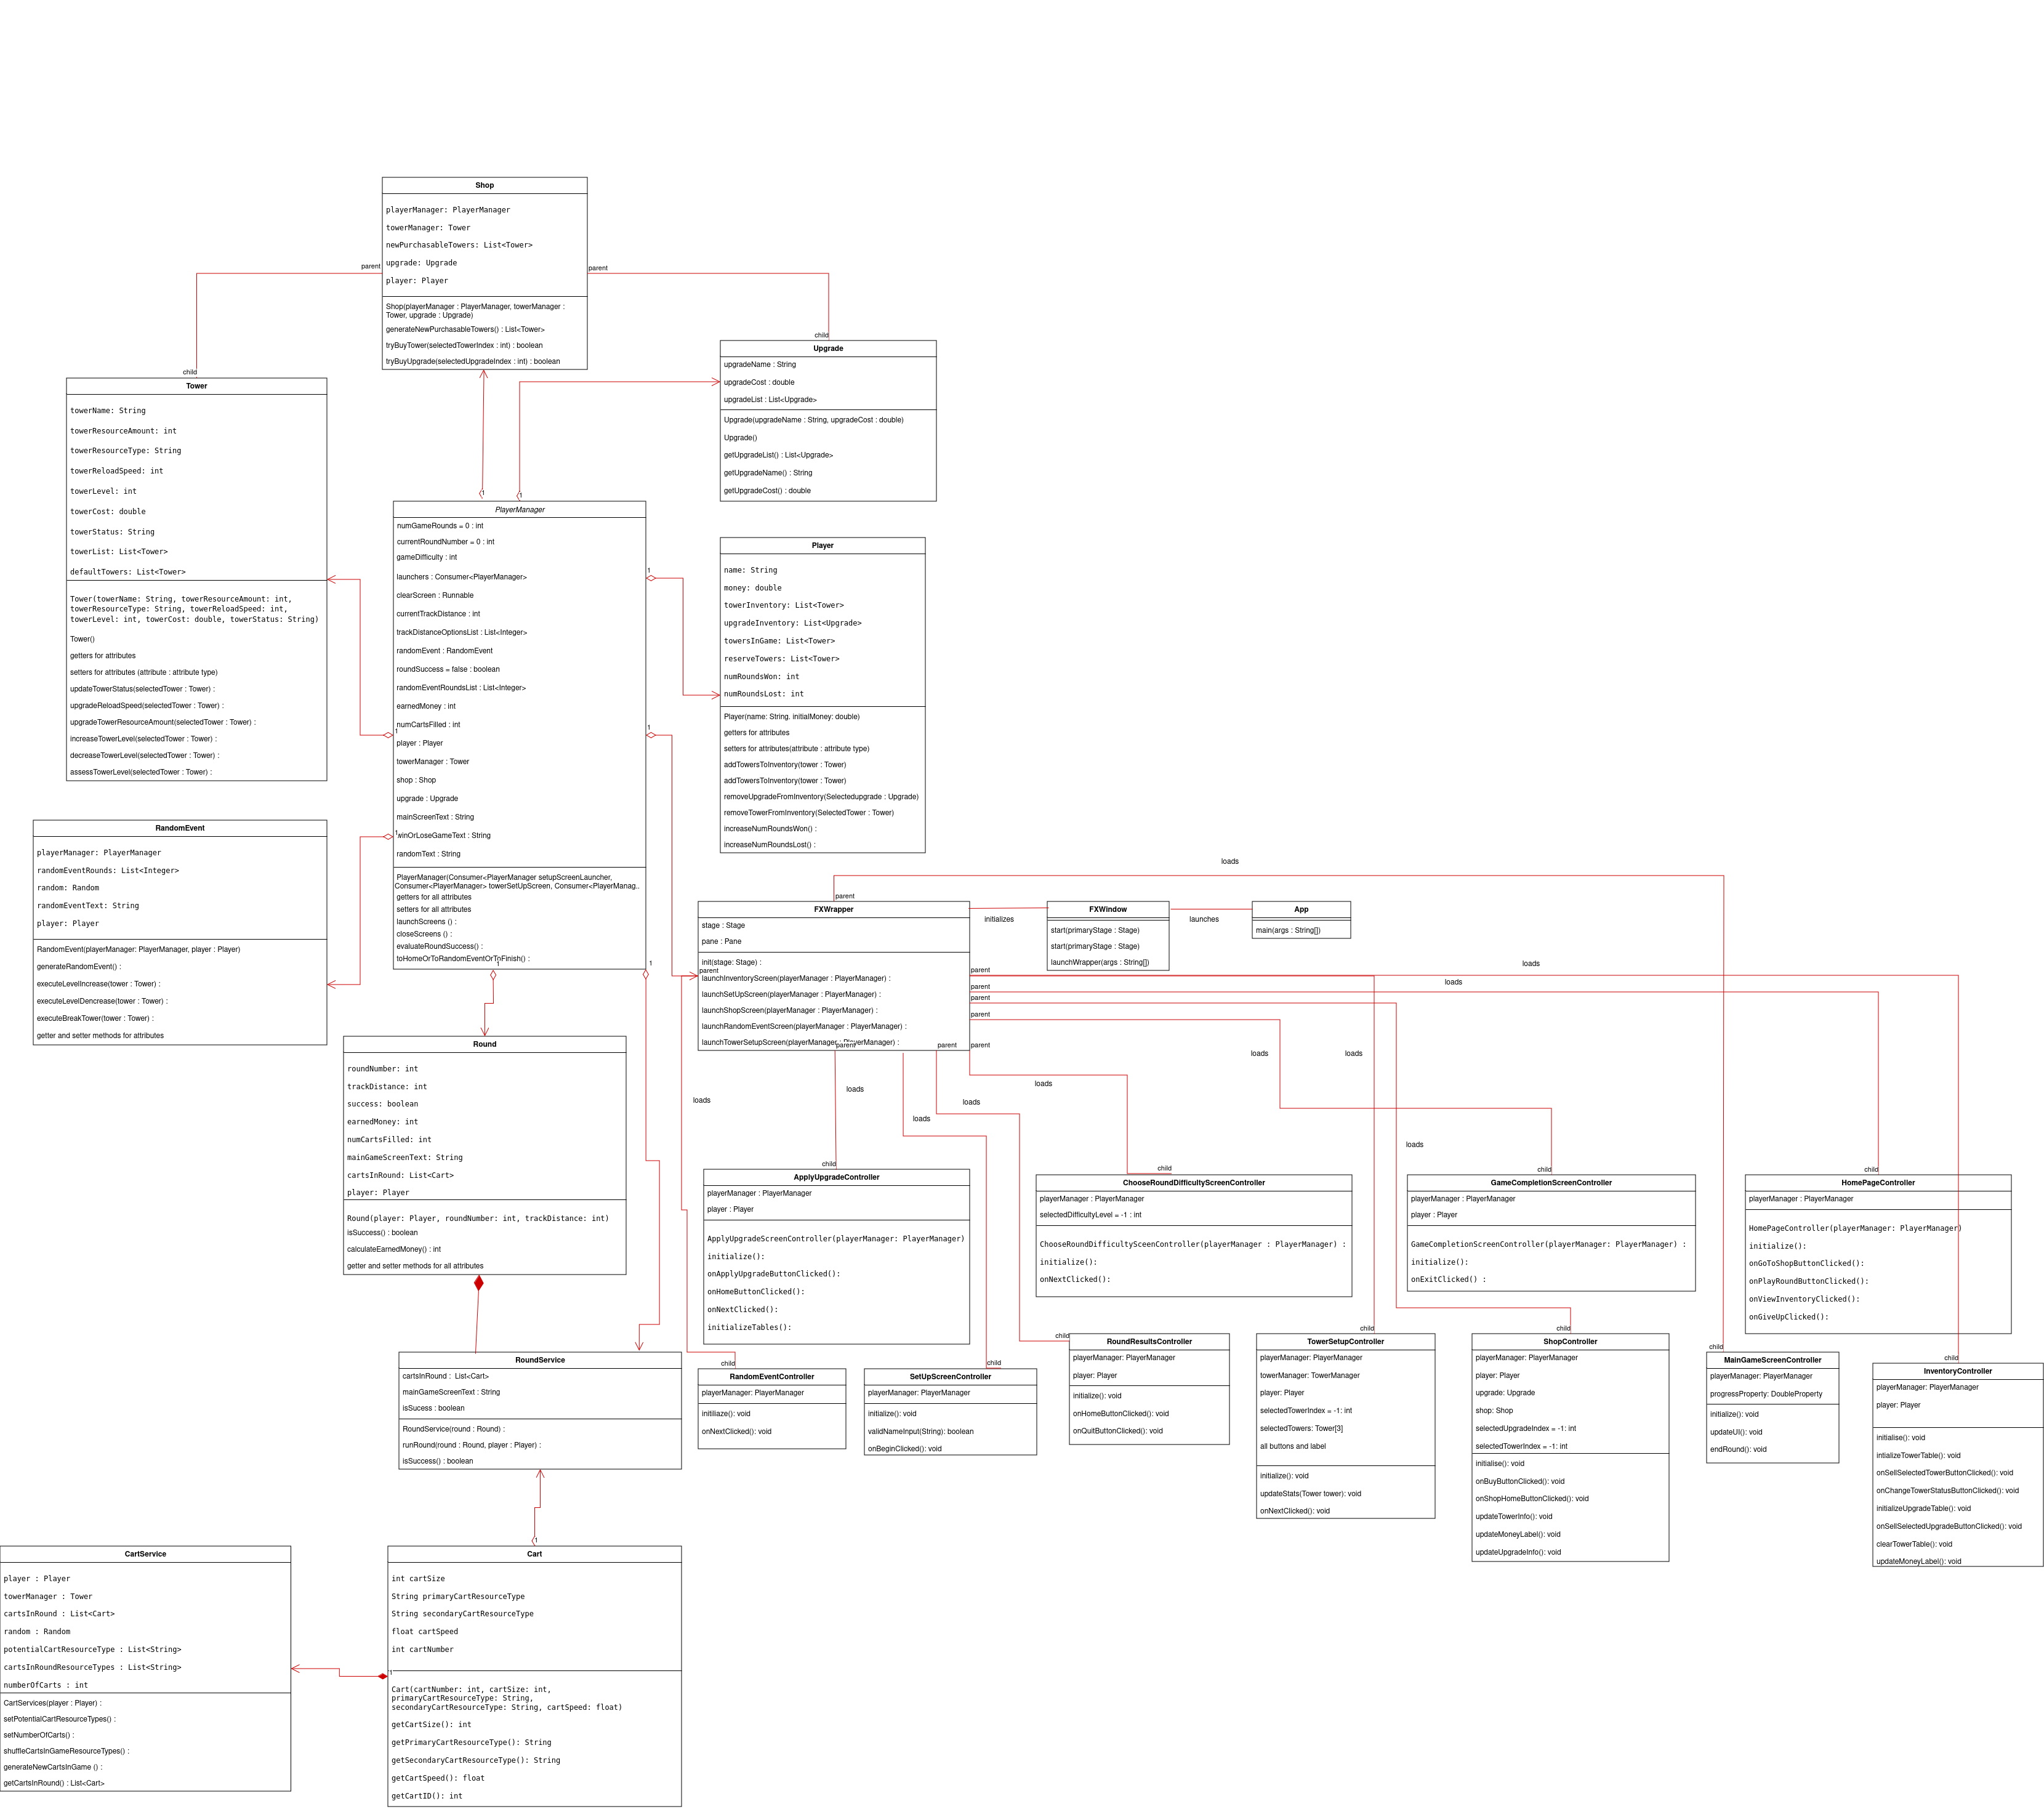 Shop
playerManager: PlayerManager
towerManager: Tower
newPurchasableTowers: List<Tower>
upgrade: Upgrade
player: Player
Shop(playerManager : PlayerManager, towerManager :
Tower, upgrade : Upgrade)
generateNewPurchasableTowers() : List<Tower>
tryBuyTower(selectedTowerIndex : int) : boolean
tryBuyUpgrade(selectedUpgradeIndex : int) : boolean
parent
parent
child
child
Upgrade
upgradeName : String
upgradeCost : double
upgradeList : List<Upgrade>
Upgrade(upgradeName : String, upgradeCost : double)
Upgrade()
getUpgradeList() : List<Upgrade>
getUpgradeName() : String
getUpgradeCost() : double
Tower
towerName: String
towerResourceAmount: int
towerResourceType: String
towerReloadSpeed: int
towerLevel: int
towerCost: double
towerStatus: String
towerList: List<Tower>
defaultTowers: List<Tower>
Tower(towerName: String, towerResourceAmount: int,
towerResourceType: String, towerReloadSpeed: int,
towerLevel: int, towerCost: double, towerStatus: String)
Tower()
getters for attributes
setters for attributes (attribute : attribute type)
updateTowerStatus(selectedTower : Tower) :
upgradeReloadSpeed(selectedTower : Tower) :
upgradeTowerResourceAmount(selectedTower : Tower) :
increaseTowerLevel(selectedTower : Tower) :
decreaseTowerLevel(selectedTower : Tower) :
assessTowerLevel(selectedTower : Tower) :
1
1
PlayerManager
numGameRounds = 0 : int
currentRoundNumber = 0 : int
gameDifficulty : int
launchers : Consumer<PlayerManager>
clearScreen : Runnable
currentTrackDistance : int
trackDistanceOptionsList : List<Integer>
randomEvent : RandomEvent
roundSuccess = false : boolean
randomEventRoundsList : List<Integer>
earnedMoney : int
numCartsFilled : int
player : Player
towerManager : Tower
shop : Shop
upgrade : Upgrade
mainScreenText : String
winOrLoseGameText : String
randomText : String
PlayerManager(Consumer<PlayerManager setupScreenLauncher,
Consumer<PlayerManager> towerSetUpScreen, Consumer<PlayerManag..
getters for all attributes
setters for all attributes
launchScreens () :
closeScreens () :
evaluateRoundSuccess() :
toHomeOrToRandomEventOrToFinish() :
1
1
1
1
1
1
Player
name: String
money: double
towerInventory: List<Tower>
upgradeInventory: List<Upgrade>
towersInGame: List<Tower>
reserveTowers: List<Tower>
numRoundsWon: int
numRoundsLost: int
Player(name: String. initialMoney: double)
getters for attributes
setters for attributes(attribute : attribute type)
addTowersToInventory(tower : Tower)
addTowersToInventory(tower : Tower)
removeUpgradeFromInventory(Selectedupgrade : Upgrade)
removeTowerFromInventory(SelectedTower : Tower)
increaseNumRoundsWon() :
increaseNumRoundsLost() :
RandomEvent
playerManager: PlayerManager
randomEventRounds: List<Integer>
random: Random
randomEventText: String
player: Player
RandomEvent(playerManager: PlayerManager, player : Player)
generateRandomEvent() :
executeLevelIncrease(tower : Tower) :
executeLevelDencrease(tower : Tower) :
executeBreakTower(tower : Tower) :
getter and setter methods for attributes
loads
parent
FXWrapper
stage : Stage
pane : Pane
init(stage: Stage) :
launchInventoryScreen(playerManager : PlayerManager) :
launchSetUpScreen(playerManager : PlayerManager) :
launchShopScreen(playerManager : PlayerManager) :
launchRandomEventScreen(playerManager : PlayerManager) :
launchTowerSetupScreen(playerManager : PlayerManager) :
initializes
FXWindow
start(primaryStage : Stage)
start(primaryStage : Stage)
launchWrapper(args : String[])
launches
App
main(args : String[])
parent
parent
parent
parent
parent
parent
parent
parent
loads
loads
loads
loads
loads
loads
loads
loads
loads
loads
Round
roundNumber: int
trackDistance: int
success: boolean
earnedMoney: int
numCartsFilled: int
mainGameScreenText: String
cartsInRound: List<Cart>
player: Player
Round(player: Player, roundNumber: int, trackDistance: int)
isSuccess() : boolean
calculateEarnedMoney() : int
getter and setter methods for all attributes
child
ApplyUpgradeController
playerManager : PlayerManager
player : Player
ApplyUpgradeScreenController(playerManager: PlayerManager)
initialize():
onApplyUpgradeButtonClicked():
onHomeButtonClicked():
onNextClicked():
initializeTables():
child
ChooseRoundDifficultyScreenController
playerManager : PlayerManager
selectedDifficultyLevel = -1 : int
ChooseRoundDifficultySceenController(playerManager : PlayerManager) :
initialize():
onNextClicked():
child
GameCompletionScreenController
playerManager : PlayerManager
player : Player
GameCompletionScreenController(playerManager: PlayerManager) :
initialize():
onExitClicked() :
child
HomePageController
playerManager : PlayerManager
HomePageController(playerManager: PlayerManager)
initialize():
onGoToShopButtonClicked():
onPlayRoundButtonClicked():
onViewInventoryClicked():
onGiveUpClicked():
RoundService
cartsInRound : List<Cart>
mainGameScreenText : String
isSucess : boolean
RoundService(round : Round) :
runRound(round : Round, player : Player) :
isSuccess() : boolean
child
RandomEventController
playerManager: PlayerManager
initiliaze(): void
onNextClicked(): void
child
SetUpScreenController
playerManager: PlayerManager
initialize(): void
validNameInput(String): boolean
onBeginClicked(): void
child
RoundResultsController
playerManager: PlayerManager
player: Player
initialize(): void
onHomeButtonClicked(): void
onQuitButtonClicked(): void
child
TowerSetupController
playerManager: PlayerManager
towerManager: TowerManager
player: Player
selectedTowerIndex = -1: int
selectedTowers: Tower[3]
all buttons and label
initialize(): void
updateStats(Tower tower): void
onNextClicked(): void
child
ShopController
playerManager: PlayerManager
player: Player
upgrade: Upgrade
shop: Shop
selectedUpgradeIndex = -1: int
selectedTowerIndex = -1: int
initialise(): void
onBuyButtonClicked(): void
onShopHomeButtonClicked(): void
updateTowerInfo(): void
updateMoneyLabel(): void
updateUpgradeInfo(): void
child
MainGameScreenController
playerManager: PlayerManager
progressProperty: DoubleProperty
initialize(): void
updateUI(): void
endRound(): void
child
InventoryController
playerManager: PlayerManager
player: Player
initialise(): void
intializeTowerTable(): void
onSellSelectedTowerButtonClicked(): void
onChangeTowerStatusButtonClicked(): void
initializeUpgradeTable(): void
onSellSelectedUpgradeButtonClicked(): void
clearTowerTable(): void
updateMoneyLabel(): void
CartService
player : Player
towerManager : Tower
cartsInRound : List<Cart>
random : Random
potentialCartResourceType : List<String>
cartsInRoundResourceTypes : List<String>
numberOfCarts : int
CartServices(player : Player) :
setPotentialCartResourceTypes() :
setNumberOfCarts() :
shuffleCartsInGameResourceTypes() :
generateNewCartsInGame () :
getCartsInRound() : List<Cart>
1
1
Cart
int cartSize
String primaryCartResourceType
String secondaryCartResourceType
float cartSpeed
int cartNumber
Cart(cartNumber: int, cartSize: int,
primaryCartResourceType: String,
secondaryCartResourceType: String, cartSpeed: float)
getCartSize(): int
getPrimaryCartResourceType(): String
getSecondaryCartResourceType(): String
getCartSpeed(): float
getCartID(): int